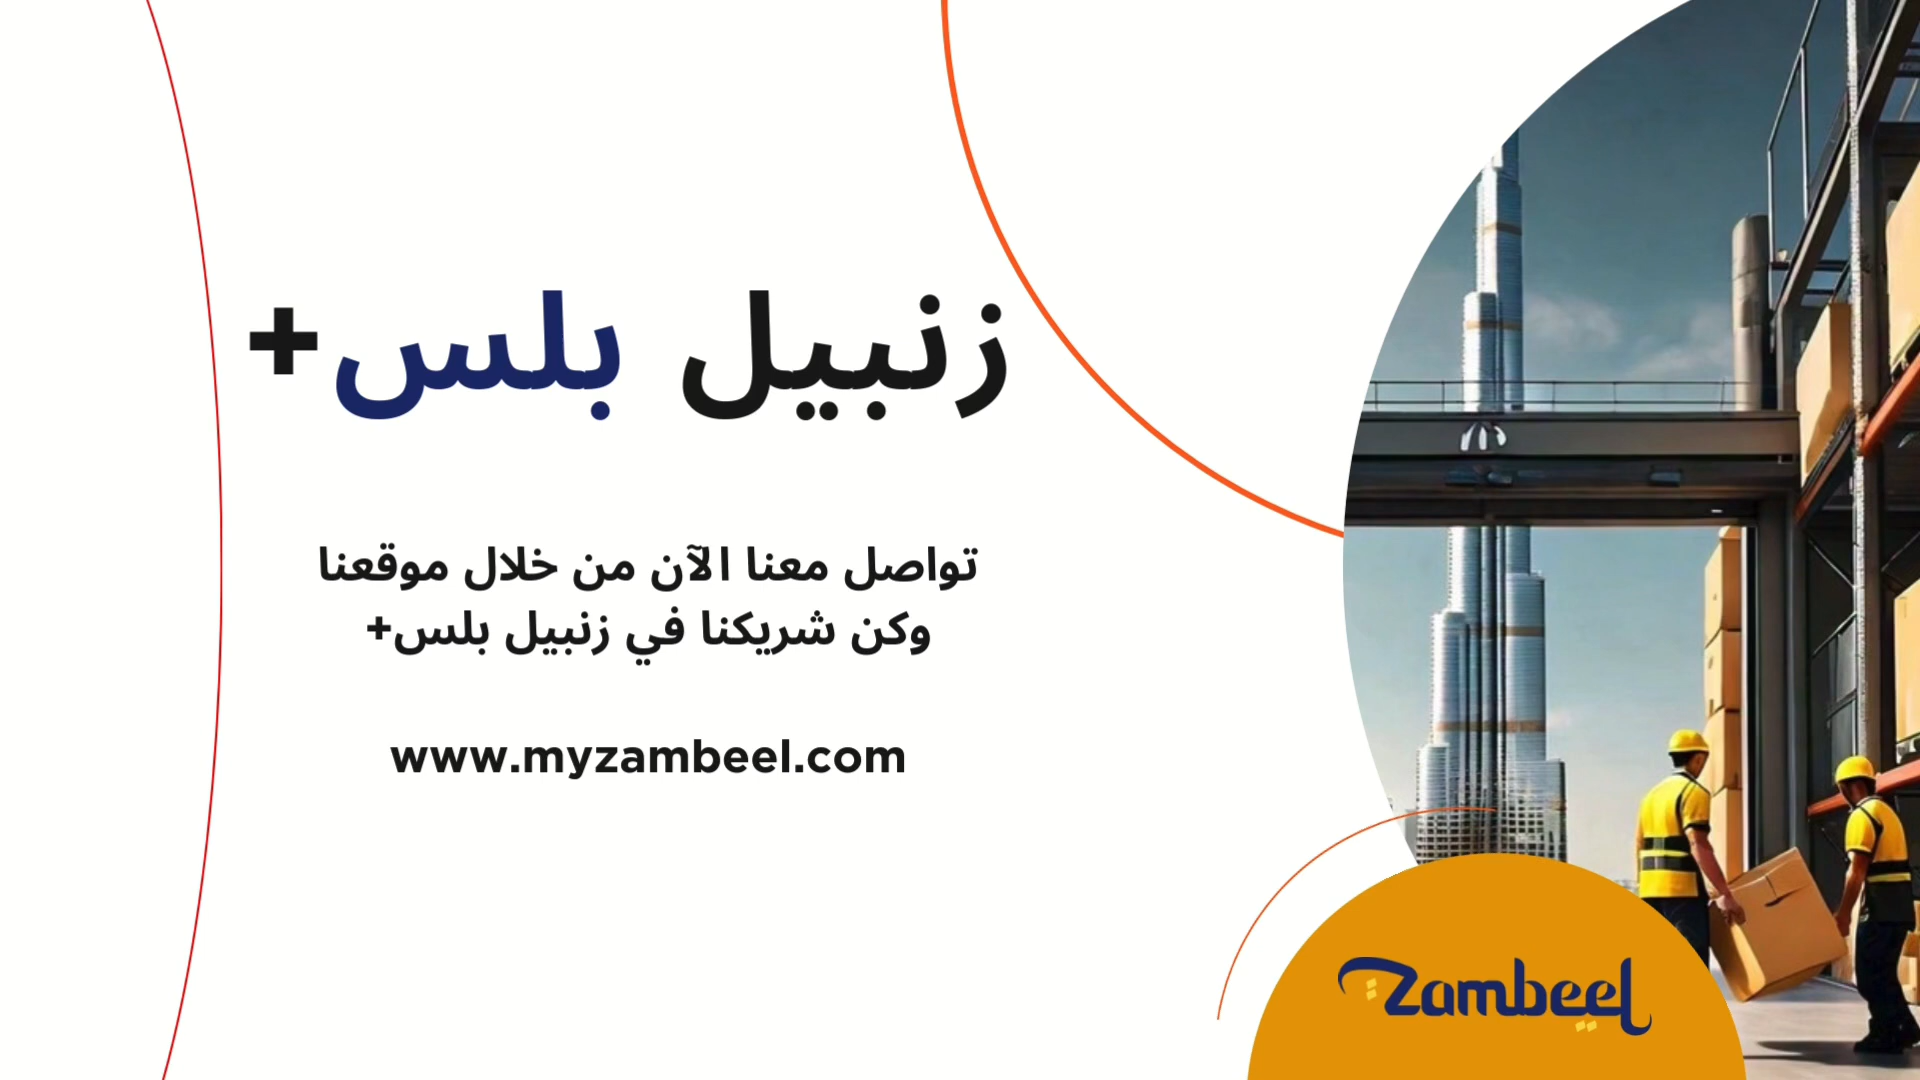 زنبيل بلس+
تواصل معنا الآن من خلال موقعنا
وكن شريكنا في زنبيل بلس+
www.myzambeel.com
Zambeel